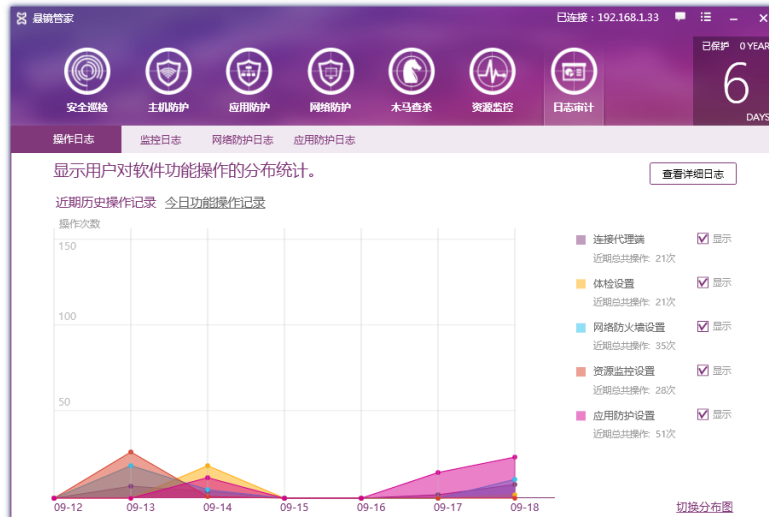 悬镜管家
已连接：192.168.1.33
已保护 0 YEAR
6
DAYS
安全巡检 主机防护 应用防护 网络防护 木马查杀 资源监控 日志审计
操作日志 监控日志 网络防护日志 应用防护日志
显示用户对软件功能操作的分布统计。
查看详细日志
近期历史操作记录 今日功能操作记录
操作次数
150
100
50
09-12 09-13 09-14 09-15 09-16 09-17 09-18
连接代理端 显示
近期总共操作: 21次
体检设置 显示
近期总共操作: 21次
网络防火墙设置 显示
近期总共操作: 35次
资源监控设置 显示
近期总共操作: 28次
应用防护设置 显示
近期总共操作: 51次
切换分布图